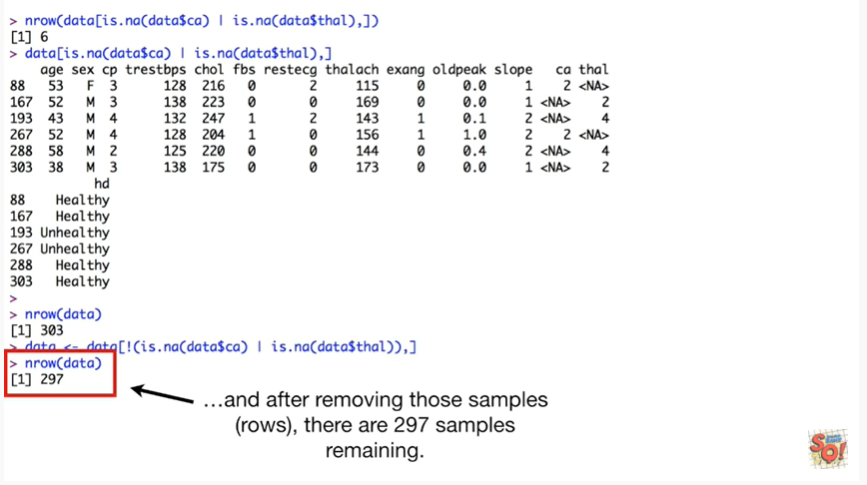 > nrow(data[is.na(data$ca) | is.na(data$thal),])
[1] 6
> data[is.na(data$ca) | is.na(data$thal),]
    age sex cp trestbps chol fbs restecg thalach exang oldpeak slope   ca thal
88   53   F  3      128  216   0       2     115     0     0.0     1    2 <NA>
167  52   M  3      138  223   0       0     169     0     0.0     1 <NA>    2
193  43   M  4      132  247   1       2     143     1     0.1     2 <NA>    4
267  52   M  4      128  204   1       0     156     1     1.0     2    2 <NA>
288  58   M  2      125  220   0       0     144     0     0.4     2 <NA>    4
303  38   M  3      138  175   0       0     173     0     0.0     1 <NA>    2
           hd
88    Healthy
167   Healthy
193 Unhealthy
267 Unhealthy
288   Healthy
303   Healthy
>
> nrow(data)
[1] 303
> data <- data[!(is.na(data$ca) | is.na(data$thal)),]
> nrow(data)
[1] 297
…and after removing those samples
(rows), there are 297 samples
remaining.
SQ!